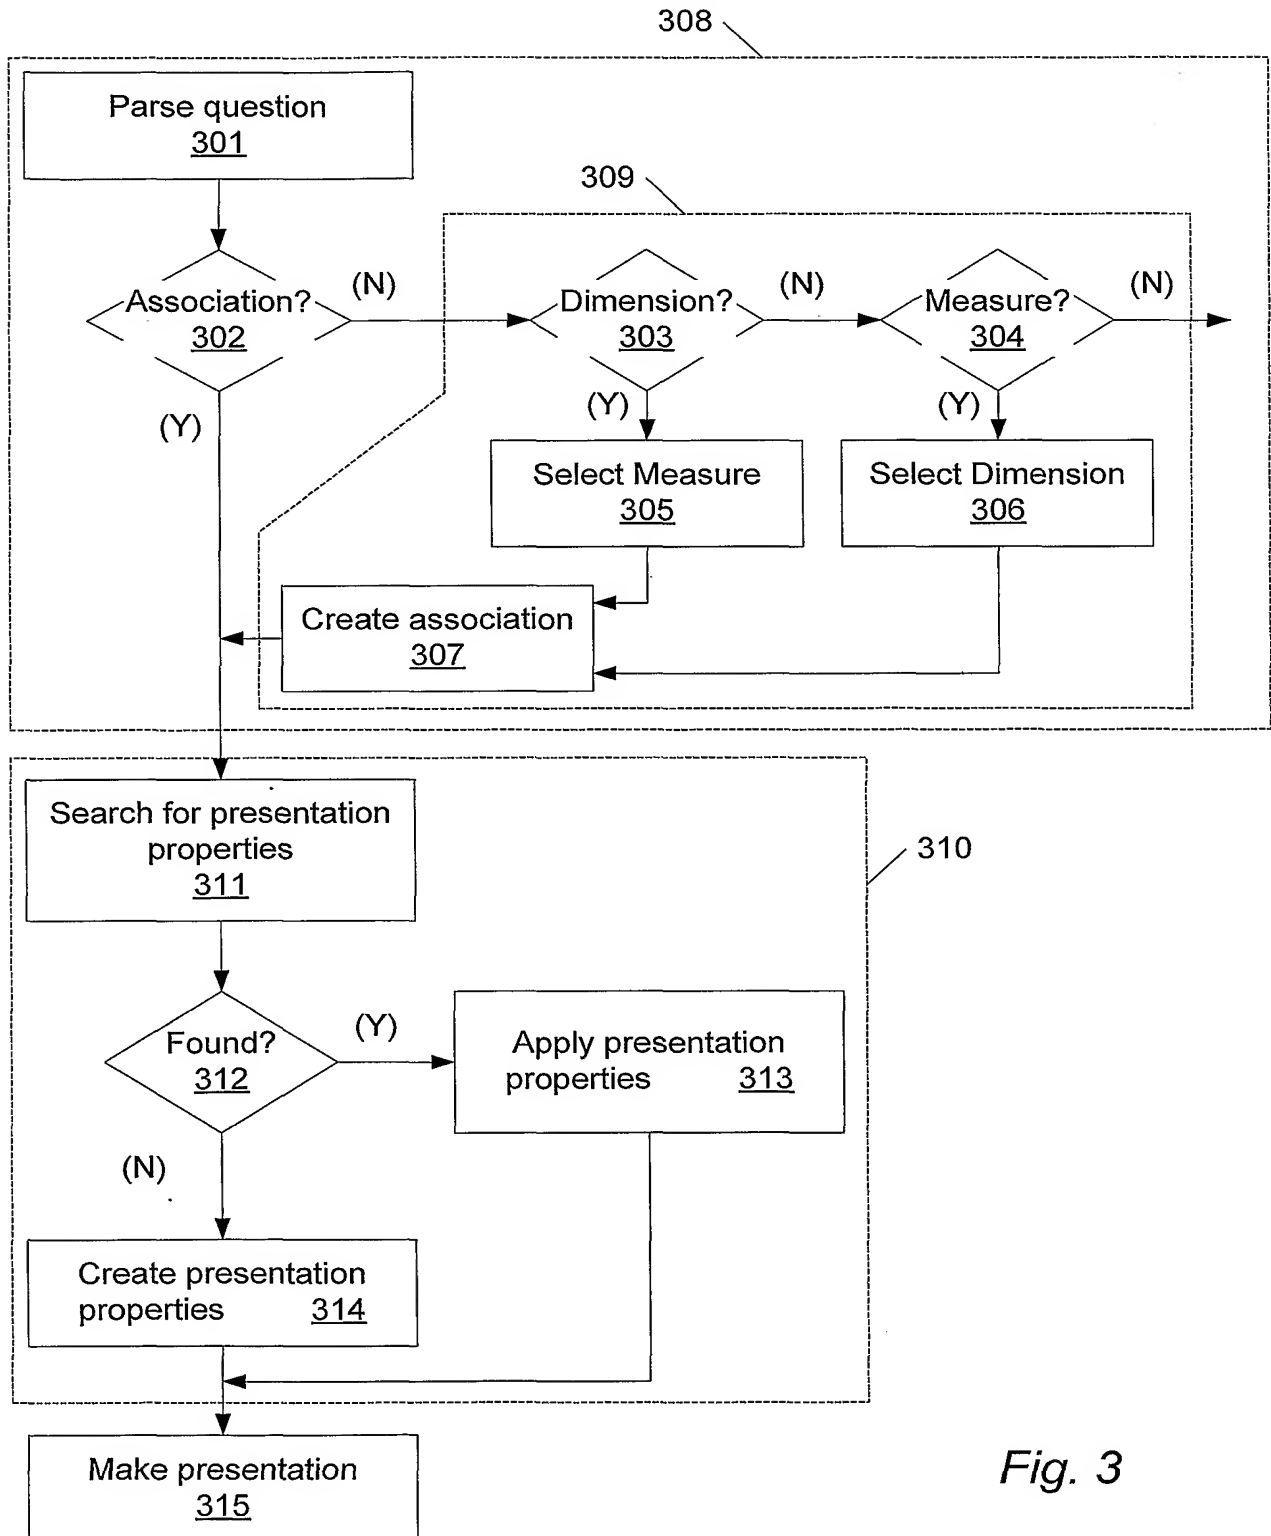 308
Parse question
301
309
Association?
302
(N)
(Y)
Dimension?
303
(N)
(Y)
Measure?
304
(N)
(Y)
Select Measure
305
Select Dimension
306
Create association
307
Search for presentation
properties
311
310
Found?
312
(Y)
(N)
Apply presentation
properties 313
Create presentation
properties 314
Make presentation
315
Fig. 3